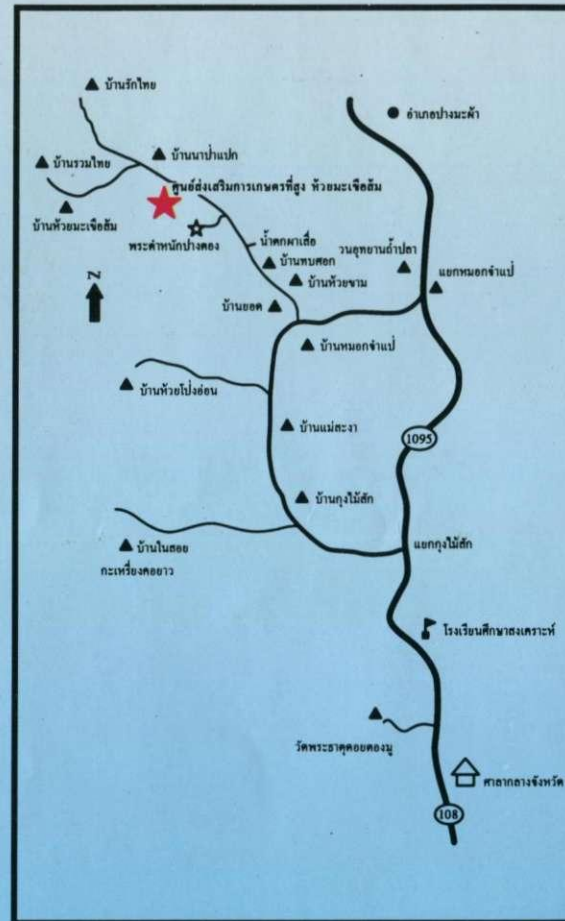 บ้านรักไทย
อำเภอปางมะผ้า
บ้านรวมไทย
บ้านนาป่าแปก
ศูนย์ส่งเสริมการเกษตรที่สูง ห้วยมะเขือส้ม
บ้านห้วยมะเขือส้ม
พระตำหนักปางตอง
น้ำตกผาเสื่อ
วนอุทยานถ้ำปลา
แยกหมอกจำแป่
บ้านทบศอก
บ้านห้วยขาน
N
บ้านยอด
บ้านหมอกจำแป่
บ้านห้วยโป่งอ่อน
บ้านแม่สะงา
1095
บ้านกุงไม้สัก
บ้านในสอย
กะเหรี่ยงคอยาว
แยกกุงไม้สัก
โรงเรียนศึกษาสงเคราะห์
วัดพระธาตุดอยกองมู
ศาลากลางจังหวัด
108